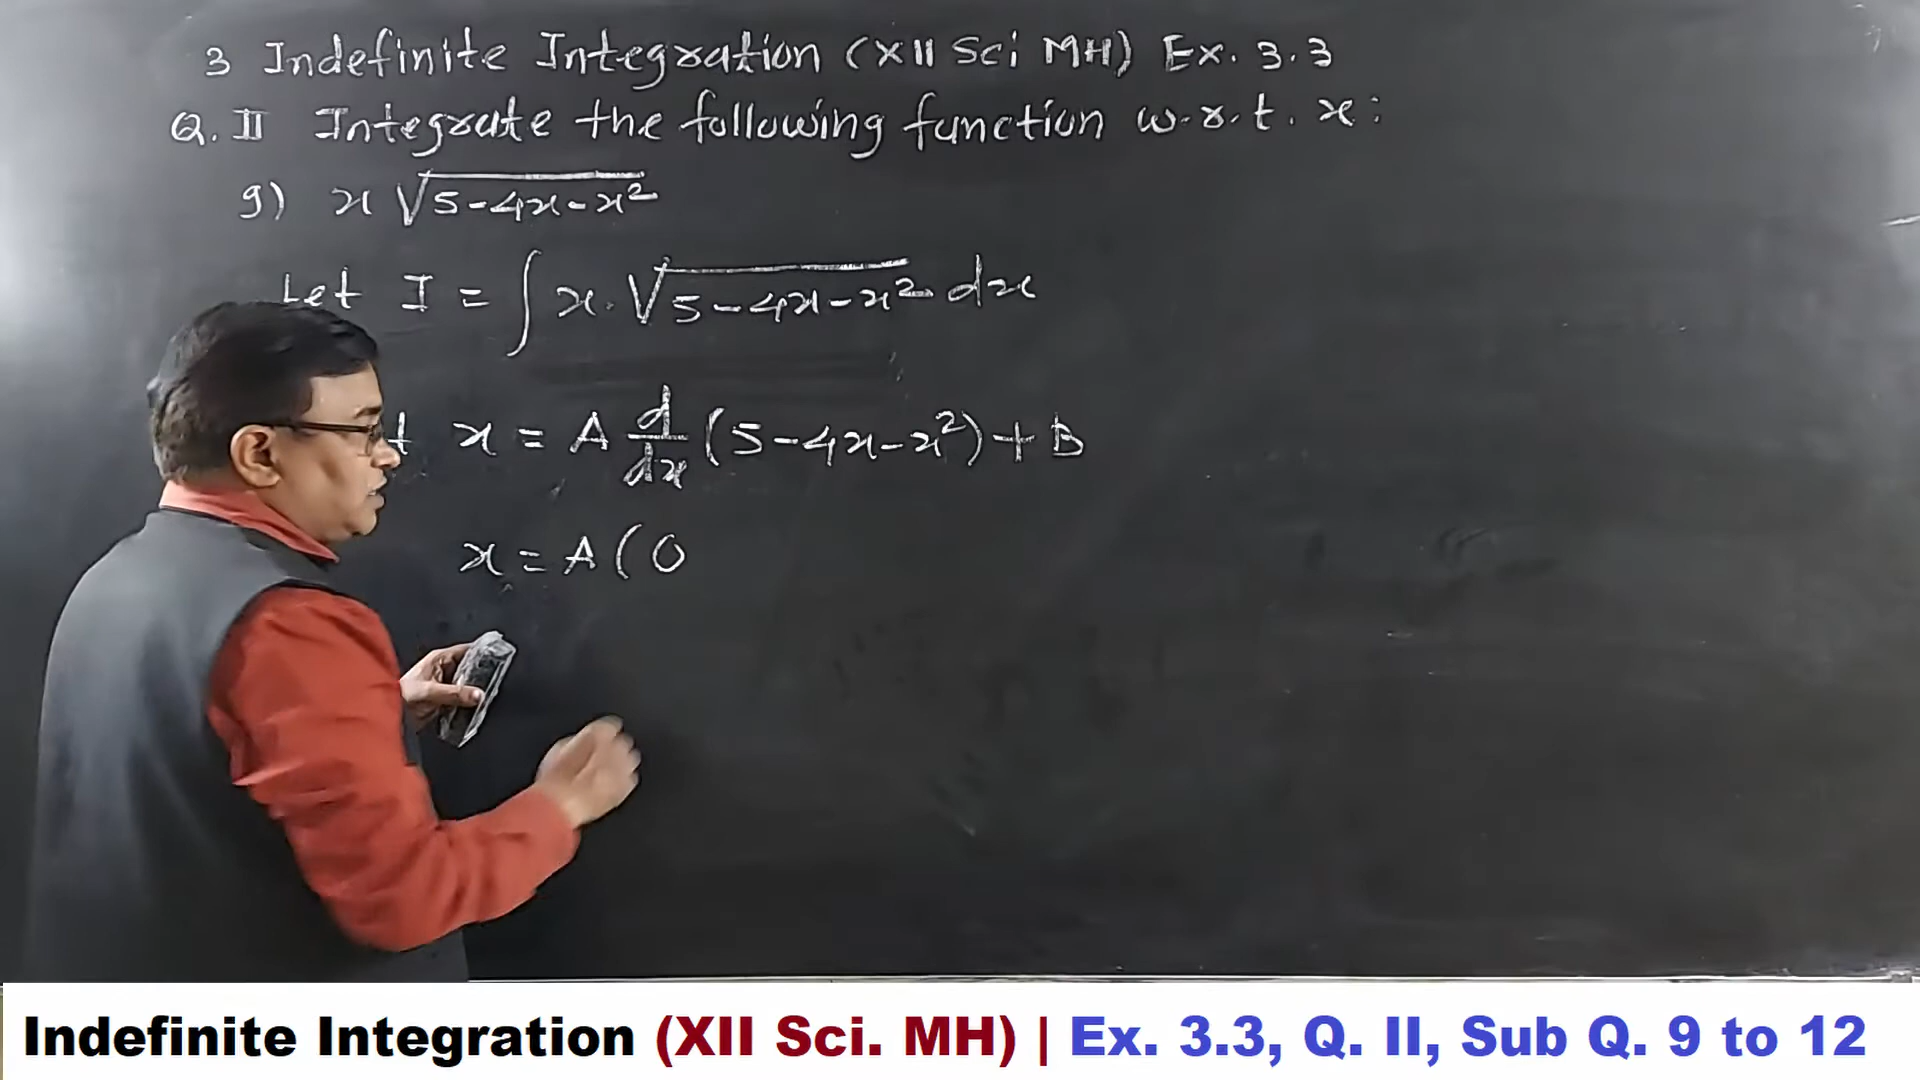 3 Indefinite Integration (XII Sci MH) Ex. 3.3
Q. II Integrate the following function w.r.t. x:
9) x √(5-4x-x²)
Let I = ∫ x. √(5-4x-x²) dx
x = A d/dx (5-4x-x²) + B
x = A ( 0
Indefinite Integration (XII Sci. MH) | Ex. 3.3, Q. II, Sub Q. 9 to 12